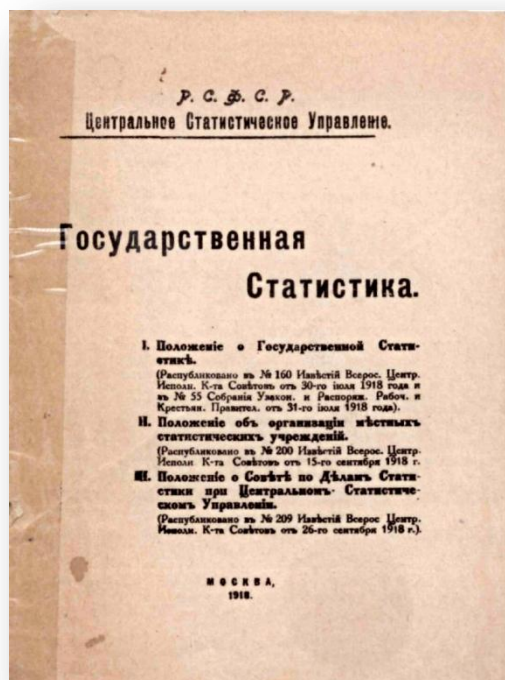 Р. С. Ф. С. Р.
Центральное Статистическое Управление.
Государственная
Статистика.
I. Положеніе о Государственной Стати-
стикѣ.
(Распубликовано въ № 160 Извѣстій Всерос. Центр.
Исполн. К-та Совѣтовъ отъ 30-го іюля 1918 года и
въ № 55 Собранія Узакон. и Распоряж. Рабоч. и
Крестьян. Правител. отъ 31-го іюля 1918 года).
II. Положеніе объ организаціи мѣстныхъ
статистическихъ учрежденій.
(Распубликовано въ № 200 Извѣстій Всерос. Центр.
Исполн К-та Совѣтовъ отъ 15-го сентября 1918 г.
III. Положеніе о Совѣтѣ по Дѣламъ Стати-
стики при Центральномъ Статистиче-
скомъ Управленіи.
(Распубликовано въ № 209 Извѣстій Всерос Центр.
Исполн. К-та Совѣтовъ отъ 26-го сентября 1918 г.).
МОСКВА,
1918.